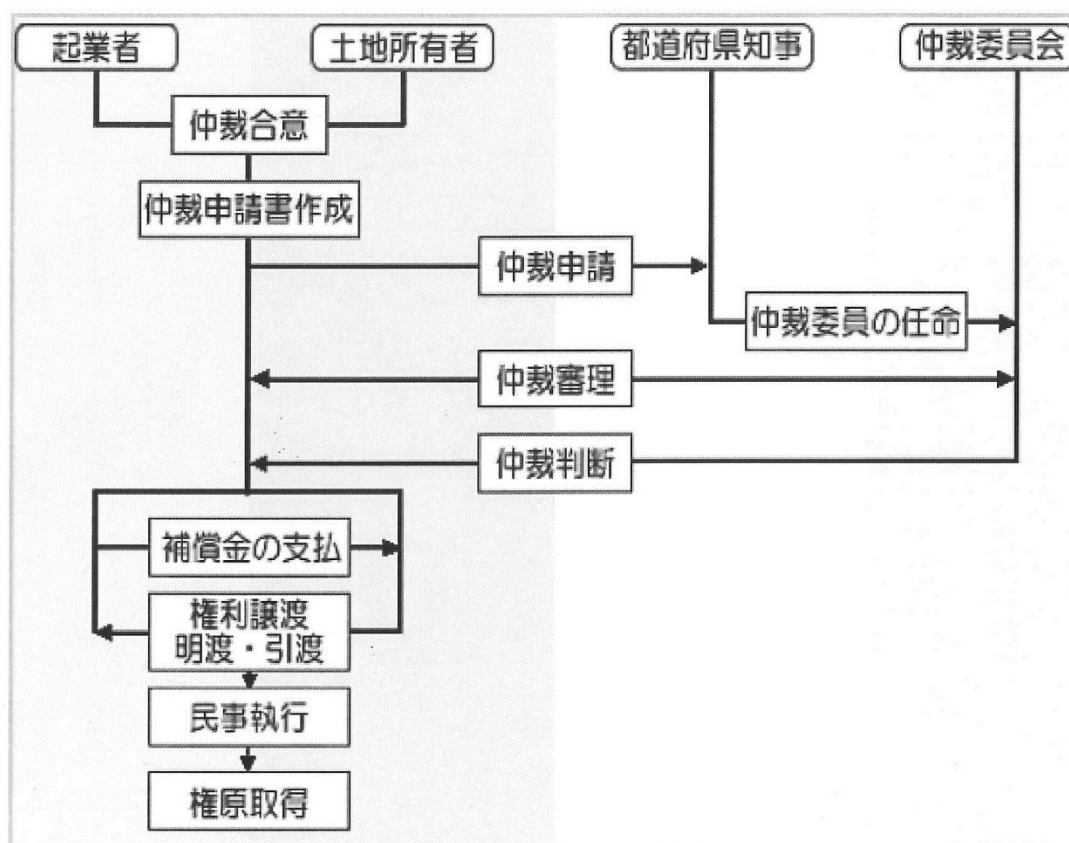 起業者
土地所有者
都道府県知事
仲裁委員会
仲裁合意
仲裁申請書作成
仲裁申請
仲裁委員の任命
仲裁審理
仲裁判断
補償金の支払
権利譲渡
明渡・引渡
民事執行
権原取得